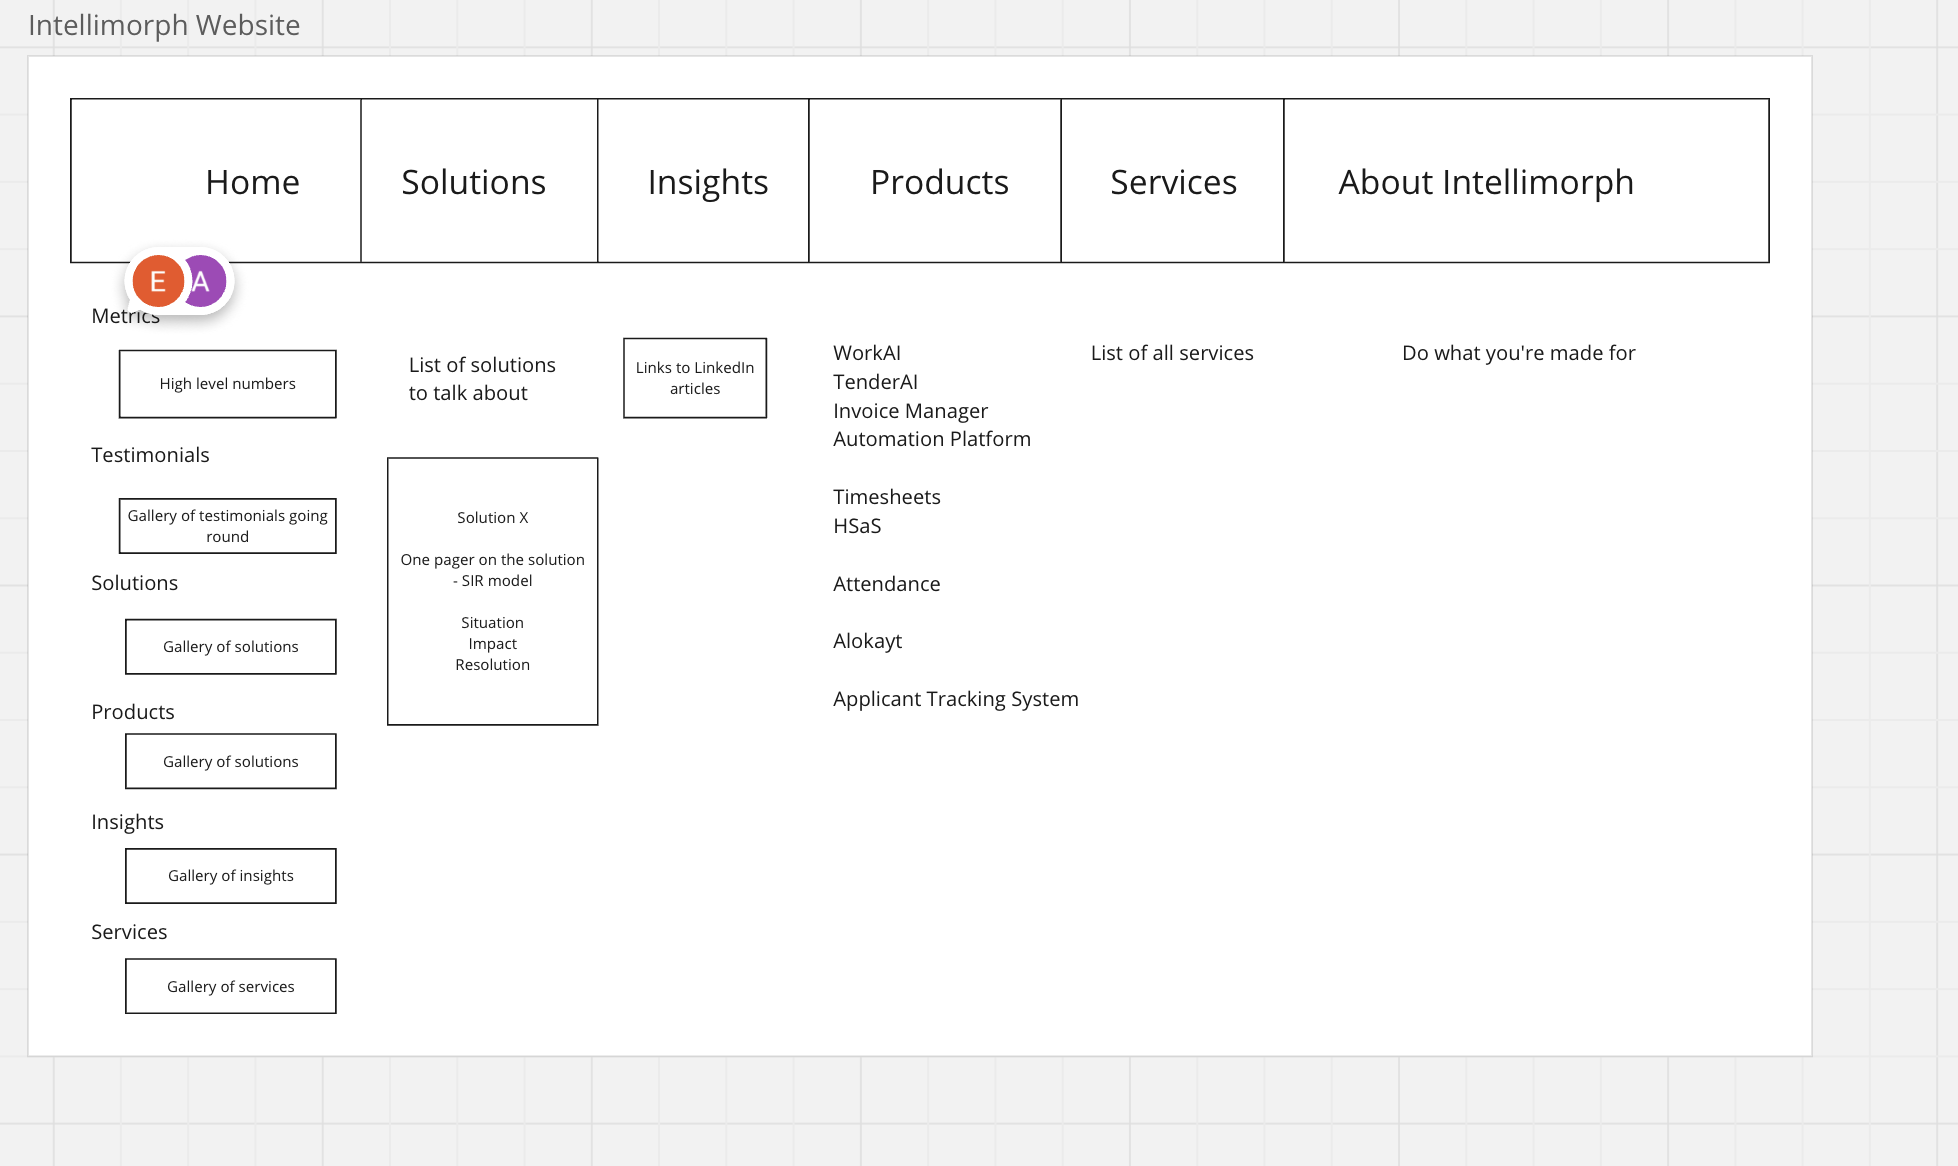 Intellimorph Website
Home
Solutions
Insights
Products
Services
About Intellimorph
E
A
Metrics
High level numbers
Testimonials
Gallery of testimonials going
round
Solutions
Gallery of solutions
Products
Gallery of solutions
Insights
Gallery of insights
Services
Gallery of services
List of solutions
to talk about
Solution X
One pager on the solution
- SIR model
Situation
Impact
Resolution
Links to LinkedIn
articles
WorkAI
TenderAI
Invoice Manager
Automation Platform
Timesheets
HSaS
Attendance
Alokayt
Applicant Tracking System
List of all services
Do what you're made for